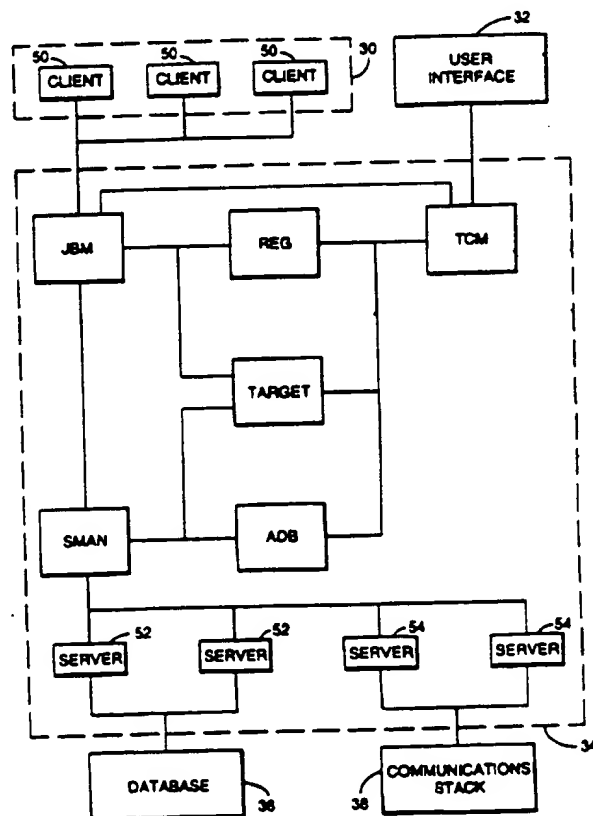 50 50 50 30 32
CLIENT CLIENT CLIENT
USER
INTERFACE
JBM REG TCM
TARGET
SMAN ADB
52 52 54 54
SERVER SERVER SERVER SERVER
34
DATABASE
36
COMMUNICATIONS
STACK
38